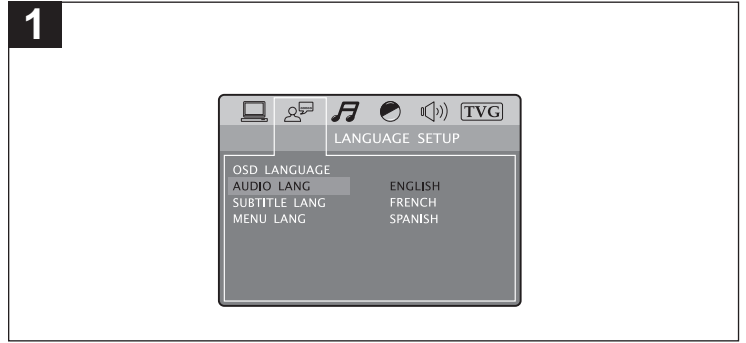 1
TVG
LANGUAGE SETUP
OSD LANGUAGE
AUDIO LANG ENGLISH
SUBTITLE LANG FRENCH
MENU LANG SPANISH